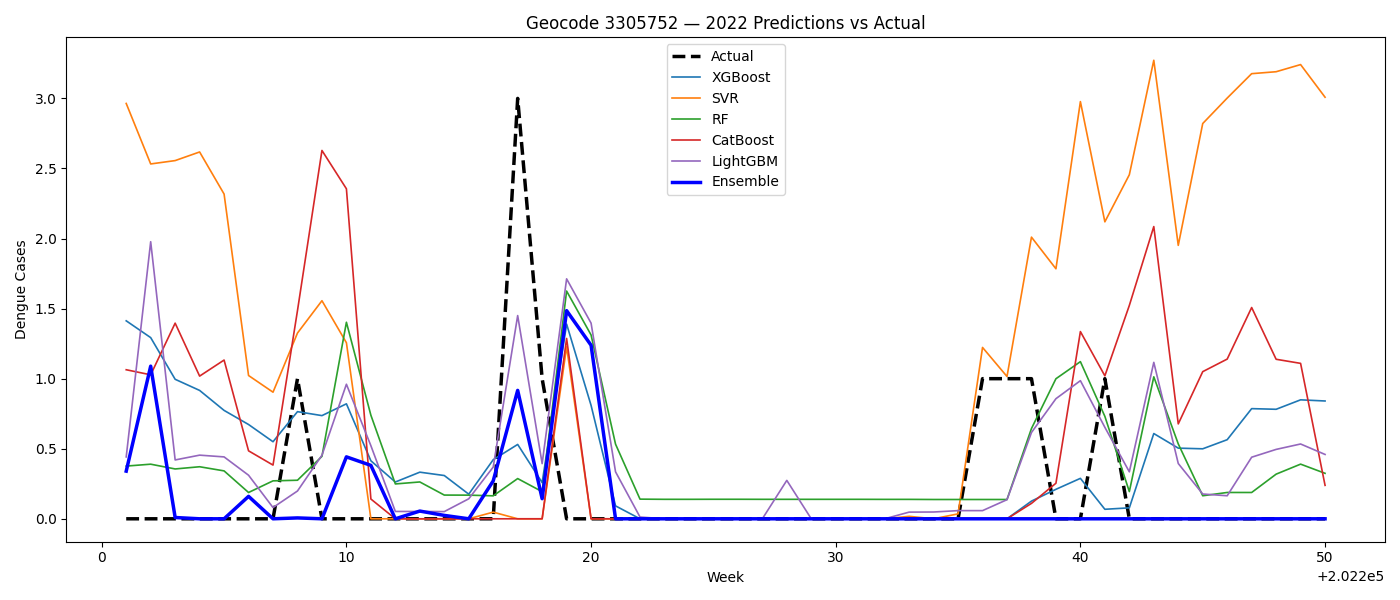 Geocode 3305752 — 2022 Predictions vs Actual
Actual
XGBoost
SVR
RF
CatBoost
LightGBM
Ensemble
Dengue Cases
3.0
2.5
2.0
1.5
1.0
0.5
0.0
0 10 20 30 40 50
Week
+2.022e5